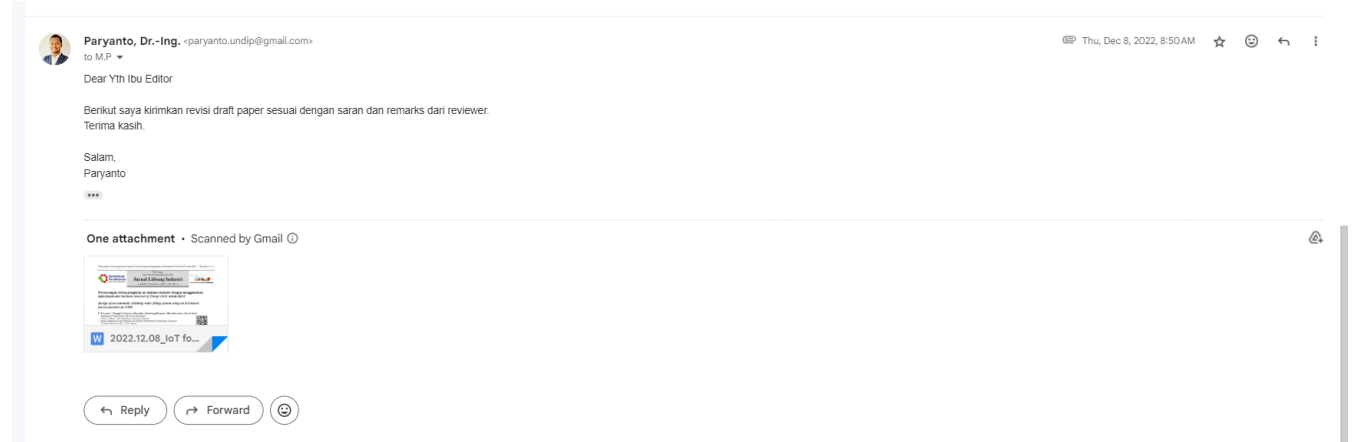 Paryanto, Dr.-Ing. <paryanto.undip@gmail.com>
Thu, Dec 8, 2022, 8:50 AM
to M.P
Dear Yth Ibu Editor
Berikut saya kirimkan revisi draft paper sesuai dengan saran dan remarks dari reviewer.
Terima kasih.
Salam,
Paryanto
One attachment • Scanned by Gmail
Jurnal Litbang Industri
W 2022.12.08_IoT fo...
Reply
Forward